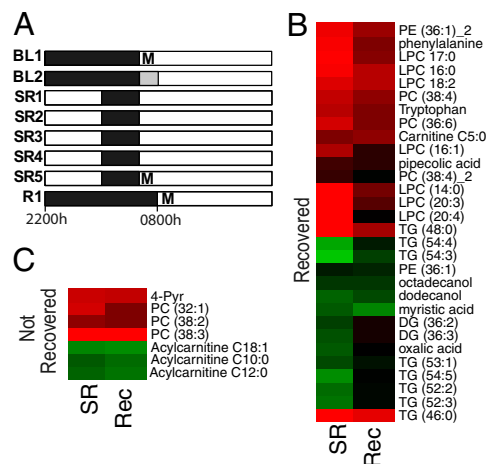 A
BL1
M
BL2
SR1
SR2
SR3
SR4
SR5
M
R1
M
2200h
0800h
B
PE (36:1)_2
phenylalanine
LPC 17:0
LPC 16:0
LPC 18:2
PC (38:4)
Tryptophan
PC (36:6)
Carnitine C5:0
LPC (16:1)
pipecolic acid
PC (38:4)_2
LPC (14:0)
LPC (20:3)
LPC (20:4)
TG (48:0)
TG (54:4)
TG (54:3)
PE (36:1)
octadecanol
dodecanol
myristic acid
DG (36:2)
DG (36:3)
oxalic acid
TG (53:1)
TG (54:5)
TG (52:2)
TG (52:3)
TG (46:0)
Recovered
SR
Rec
C
Not
Recovered
4-Pyr
PC (32:1)
PC (38:2)
PC (38:3)
Acylcarnitine C18:1
Acylcarnitine C10:0
Acylcarnitine C12:0
SR
Rec